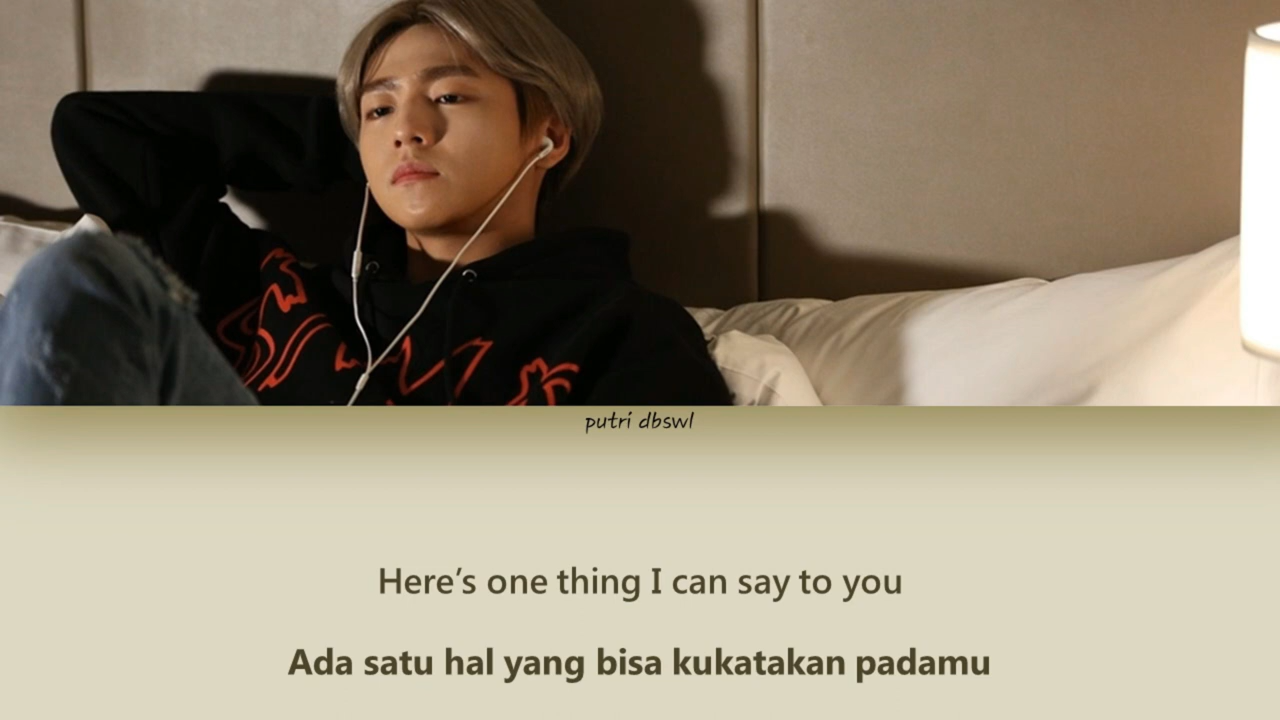 putri dbswl
Here’s one thing I can say to you
Ada satu hal yang bisa kukatakan padamu